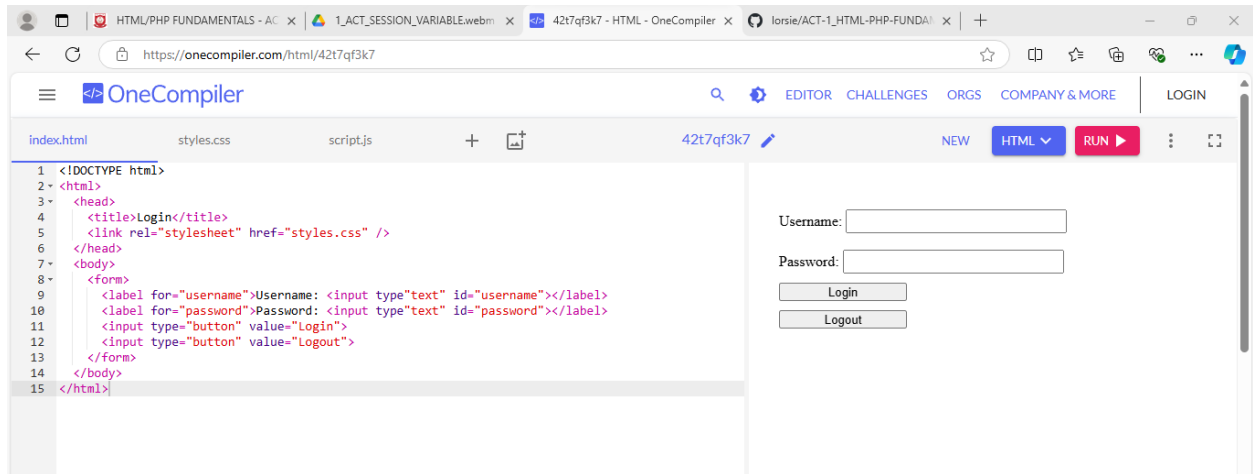 HTML/PHP FUNDAMENTALS - AC
1_ACT_SESSION_VARIABLE.webm
42t7qf3k7 - HTML - OneCompiler
lorsie/ACT-1_HTML-PHP-FUNDAN
https://onecompiler.com/html/42t7qf3k7
</> OneCompiler
EDITOR CHALLENGES ORGS COMPANY & MORE LOGIN
index.html styles.css script.js 42t7qf3k7 NEW HTML RUN
1 <!DOCTYPE html>
2 <html>
3 <head>
4 <title>Login</title>
5 <link rel="stylesheet" href="styles.css" />
6 </head>
7 <body>
8 <form>
9 <label for="username">Username: <input type"text" id="username"></label>
10 <label for="password">Password: <input type"text" id="password"></label>
11 <input type="button" value="Login">
12 <input type="button" value="Logout">
13 </form>
14 </body>
15 </html>
Username:
Password:
Login
Logout